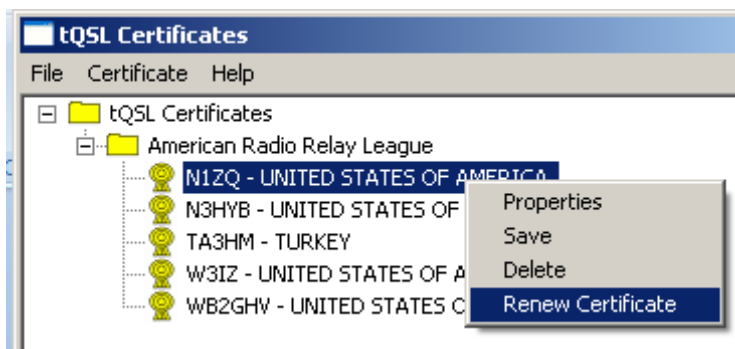 tQSL Certificates
File Certificate Help
tQSL Certificates
American Radio Relay League
N1ZQ - UNITED STATES OF AMERICA
N3HYB - UNITED STATES OF
TA3HM - TURKEY
W3IZ - UNITED STATES OF A
WB2GHV - UNITED STATES O
Properties
Save
Delete
Renew Certificate